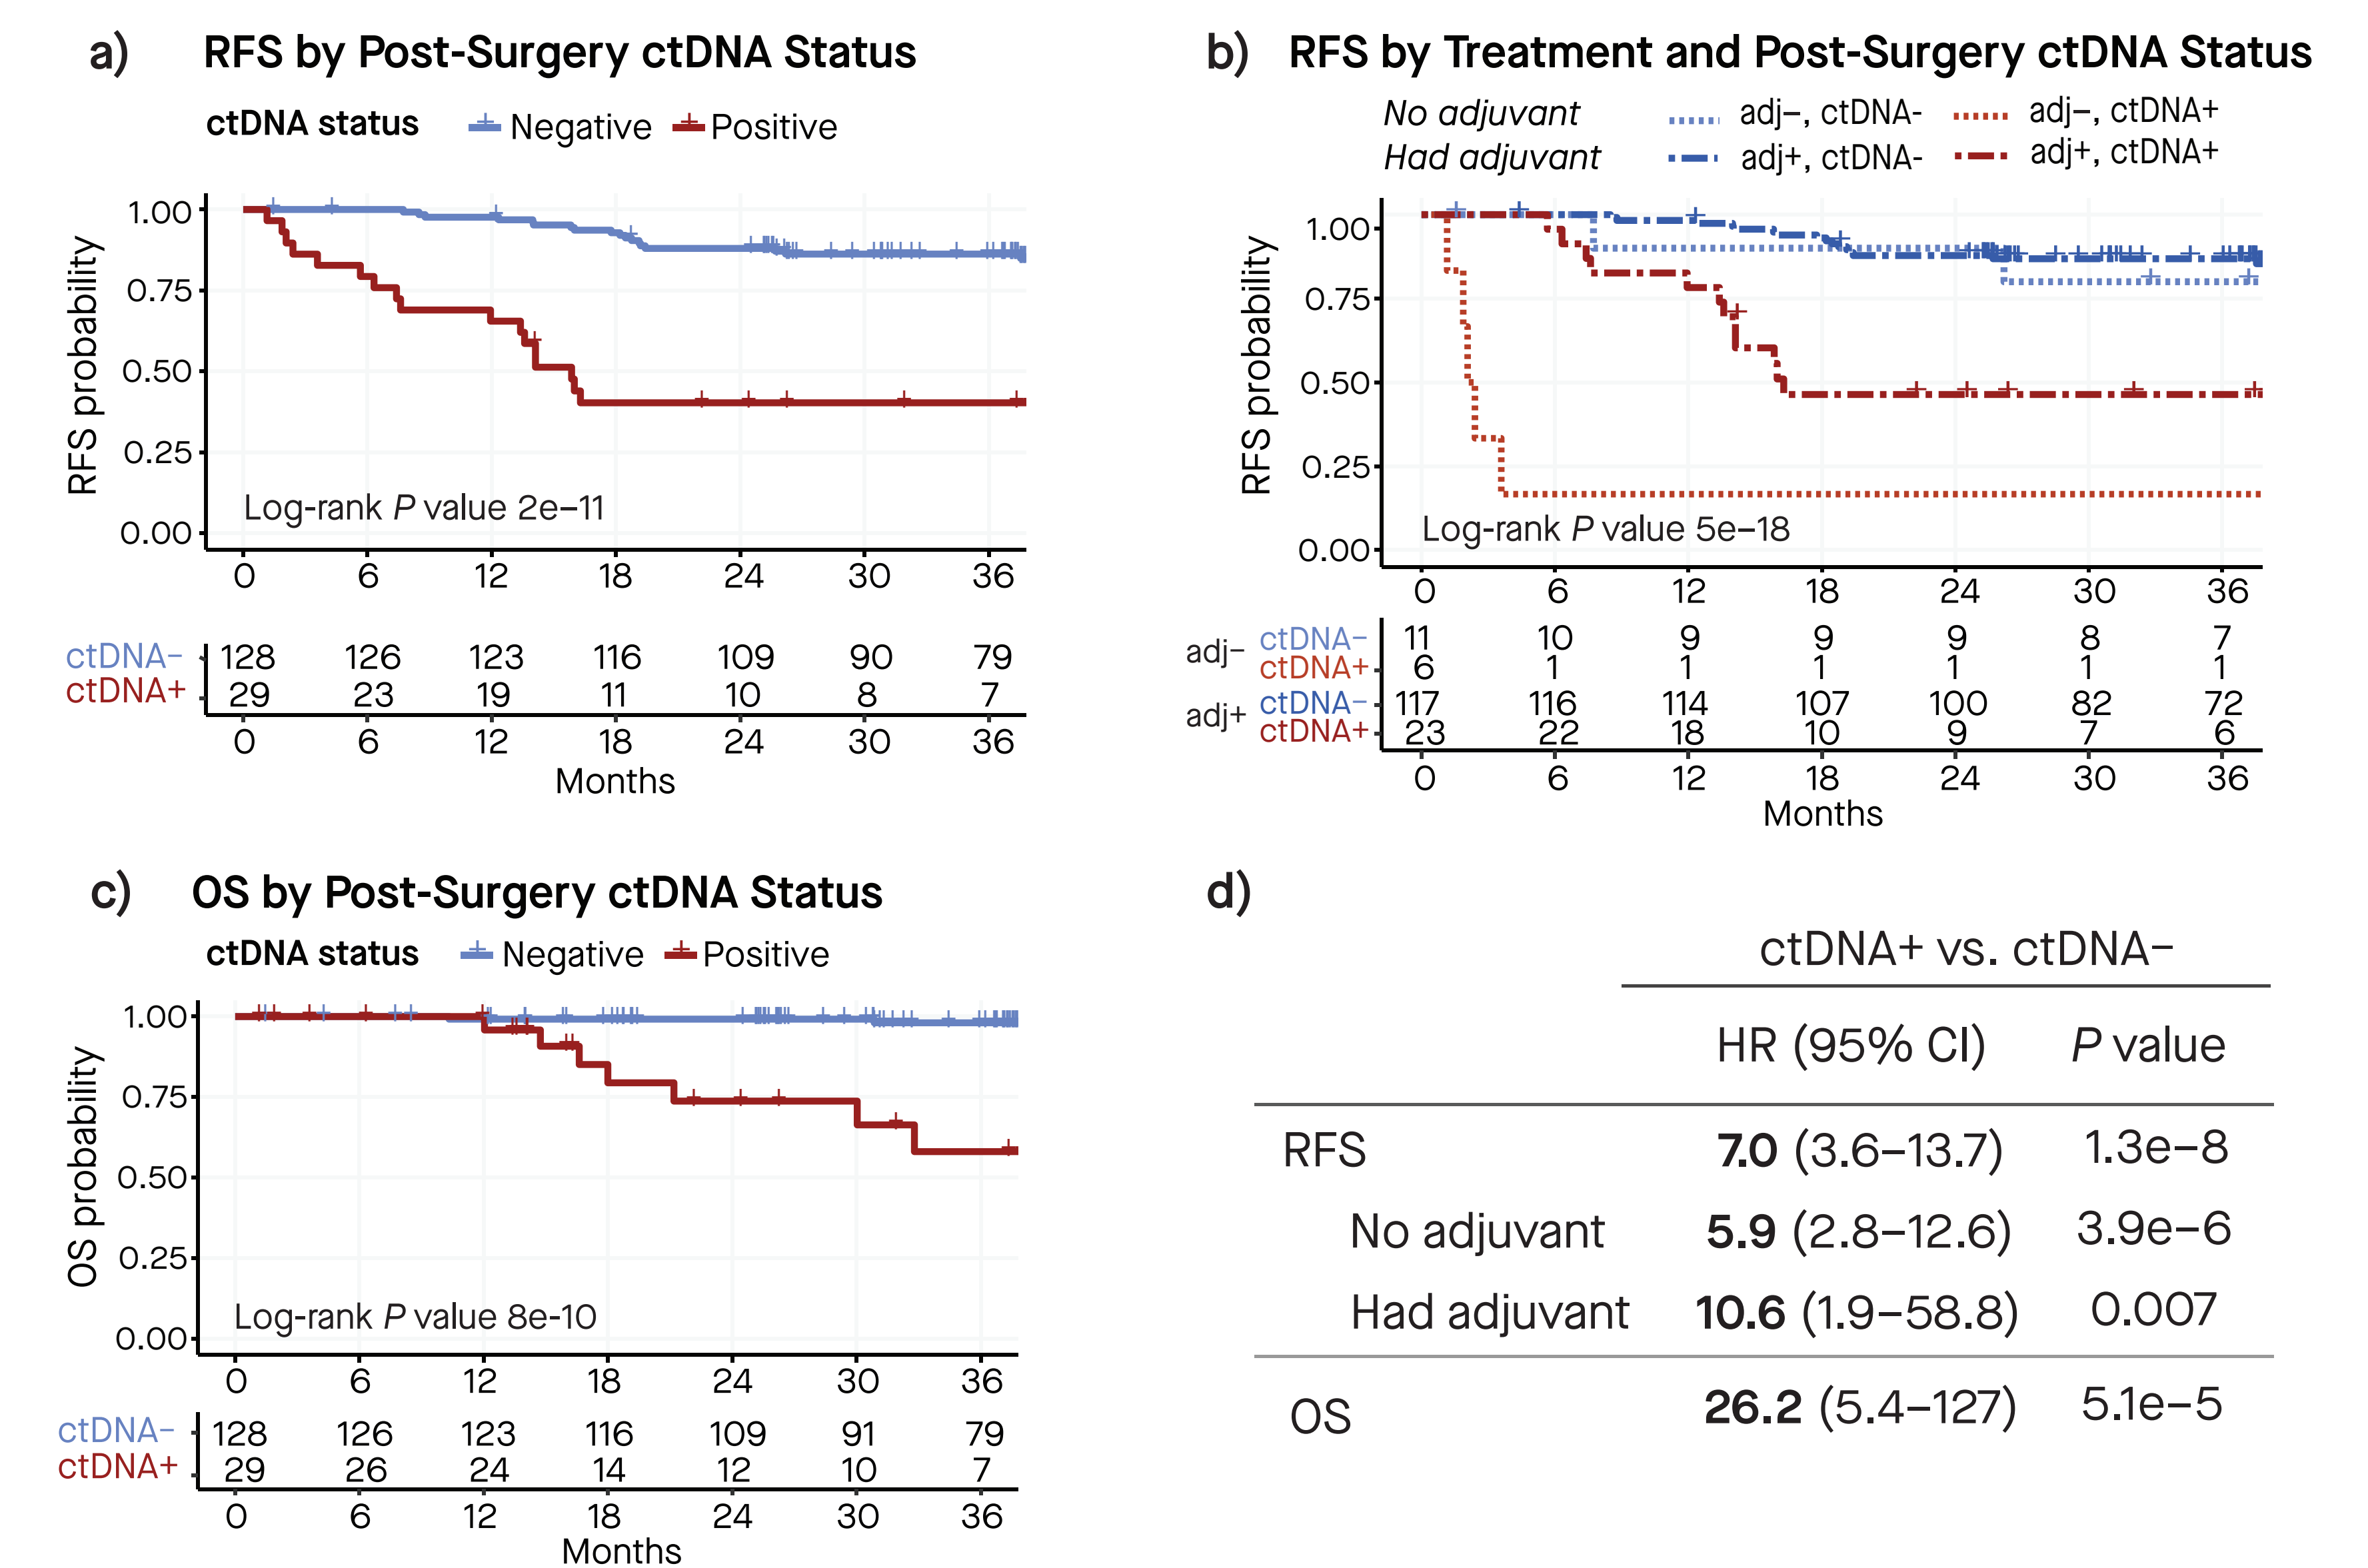 a) RFS by Post-Surgery ctDNA Status
ctDNA status Negative Positive
RFS probability
1.00
0.75
0.50
0.25
0.00
Log-rank P value 2e–11
0 6 12 18 24 30 36
ctDNA– 128 126 123 116 109 90 79
ctDNA+ 29 23 19 11 10 8 7
0 6 12 18 24 30 36
Months
b) RFS by Treatment and Post-Surgery ctDNA Status
No adjuvant adj–, ctDNA- adj–, ctDNA+
Had adjuvant adj+, ctDNA- adj+, ctDNA+
RFS probability
1.00
0.75
0.50
0.25
0.00
Log-rank P value 5e–18
0 6 12 18 24 30 36
adj– ctDNA– 11 10 9 9 9 8 7
ctDNA+ 6 1 1 1 1 1 1
adj+ ctDNA– 117 116 114 107 100 82 72
ctDNA+ 23 22 18 10 9 7 6
0 6 12 18 24 30 36
Months
c) OS by Post-Surgery ctDNA Status
ctDNA status Negative Positive
OS probability
1.00
0.75
0.50
0.25
0.00
Log-rank P value 8e-10
0 6 12 18 24 30 36
ctDNA– 128 126 123 116 109 91 79
ctDNA+ 29 26 24 14 12 10 7
0 6 12 18 24 30 36
Months
d)
ctDNA+ vs. ctDNA–
HR (95% CI) P value
RFS 7.0 (3.6–13.7) 1.3e–8
No adjuvant 5.9 (2.8–12.6) 3.9e–6
Had adjuvant 10.6 (1.9–58.8) 0.007
OS 26.2 (5.4–127) 5.1e–5